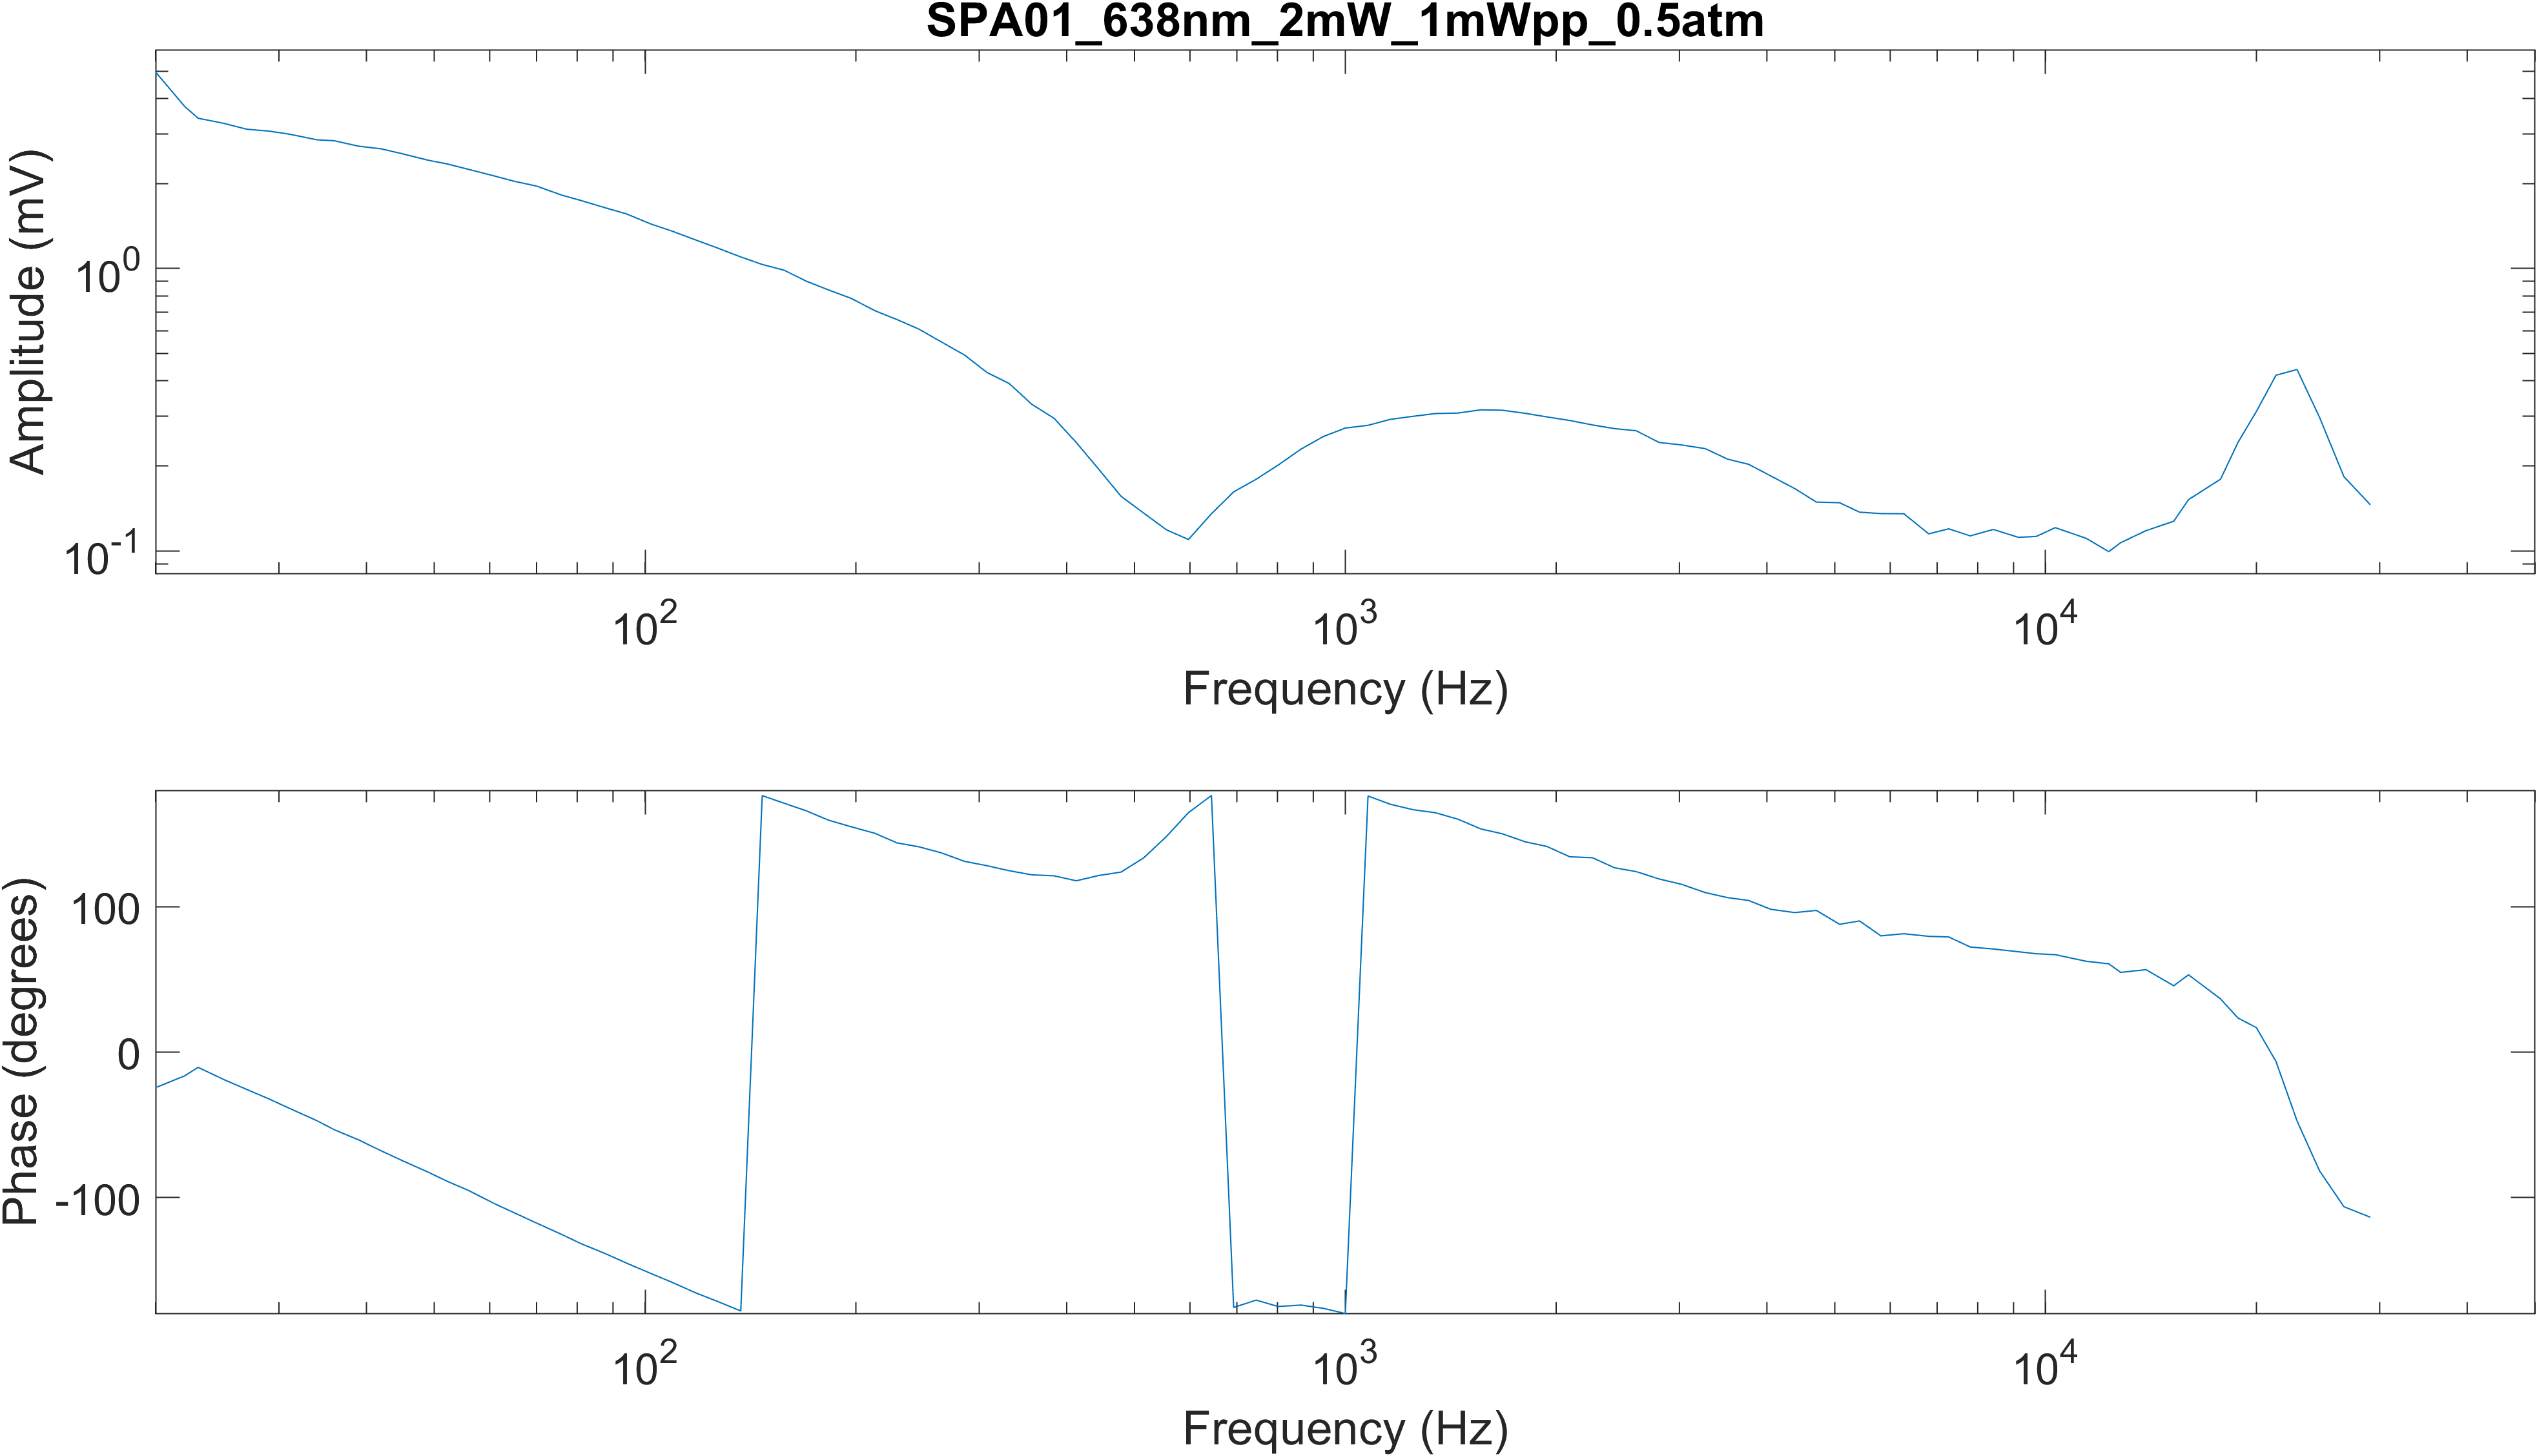 SPA01_638nm_2mW_1mWpp_0.5atm
Amplitude (mV)
10^0
10^-1
10^2 10^3 10^4
Frequency (Hz)
Phase (degrees)
100
0
-100
10^2 10^3 10^4
Frequency (Hz)